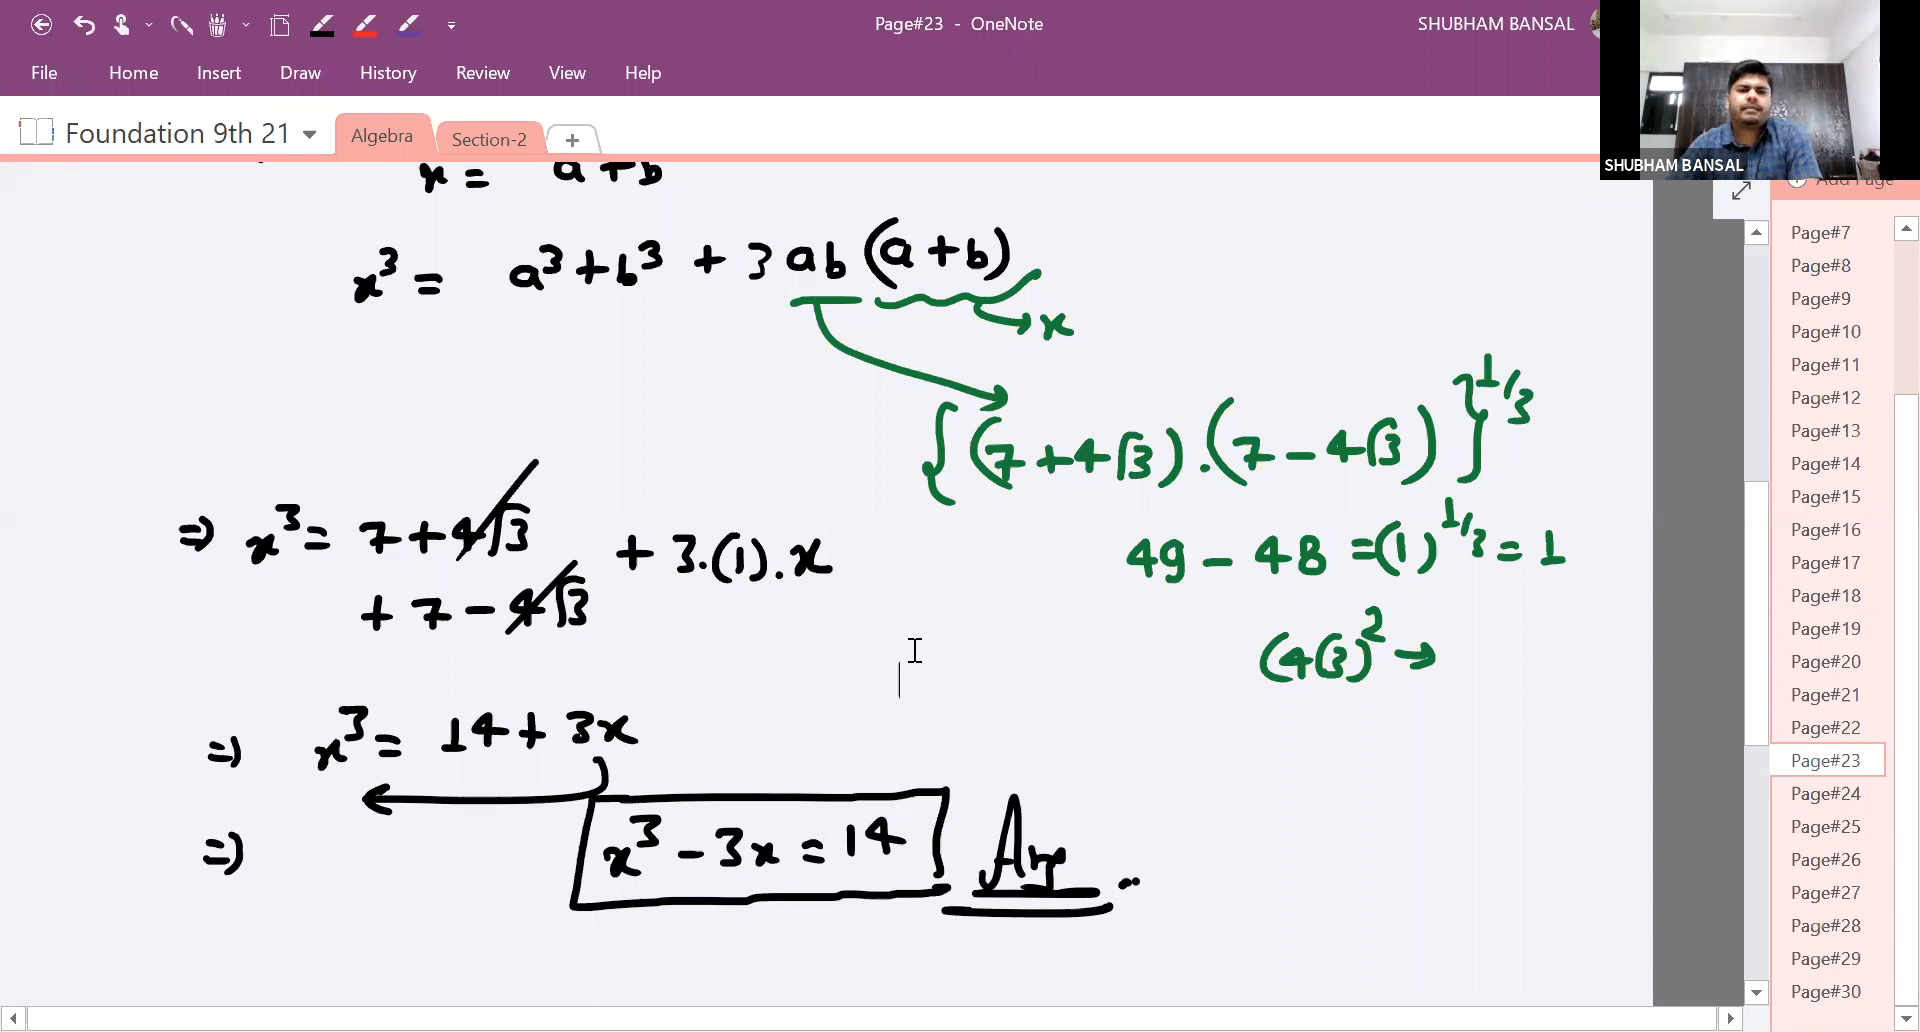 Page#23 - OneNote
SHUBHAM BANSAL
File Home Insert Draw History Review View Help
SHUBHAM BANSAL
Foundation 9th 21
Algebra
Section-2
+
Add Page
x = a+b
x³ = a³+b³ + 3ab(a+b)
→x
{(7+4√3).(7-4√3)}^1/3
⇒ x³ = 7+4√3 + 3.(1).x
+ 7-4√3
49 - 48 =(1)^1/3 = 1
(4√3)² →
⇒ x³ = 14+3x
⇒ x³ - 3x = 14
Page#7
Page#8
Page#9
Page#10
Page#11
Page#12
Page#13
Page#14
Page#15
Page#16
Page#17
Page#18
Page#19
Page#20
Page#21
Page#22
Page#23
Page#24
Page#25
Page#26
Page#27
Page#28
Page#29
Page#30